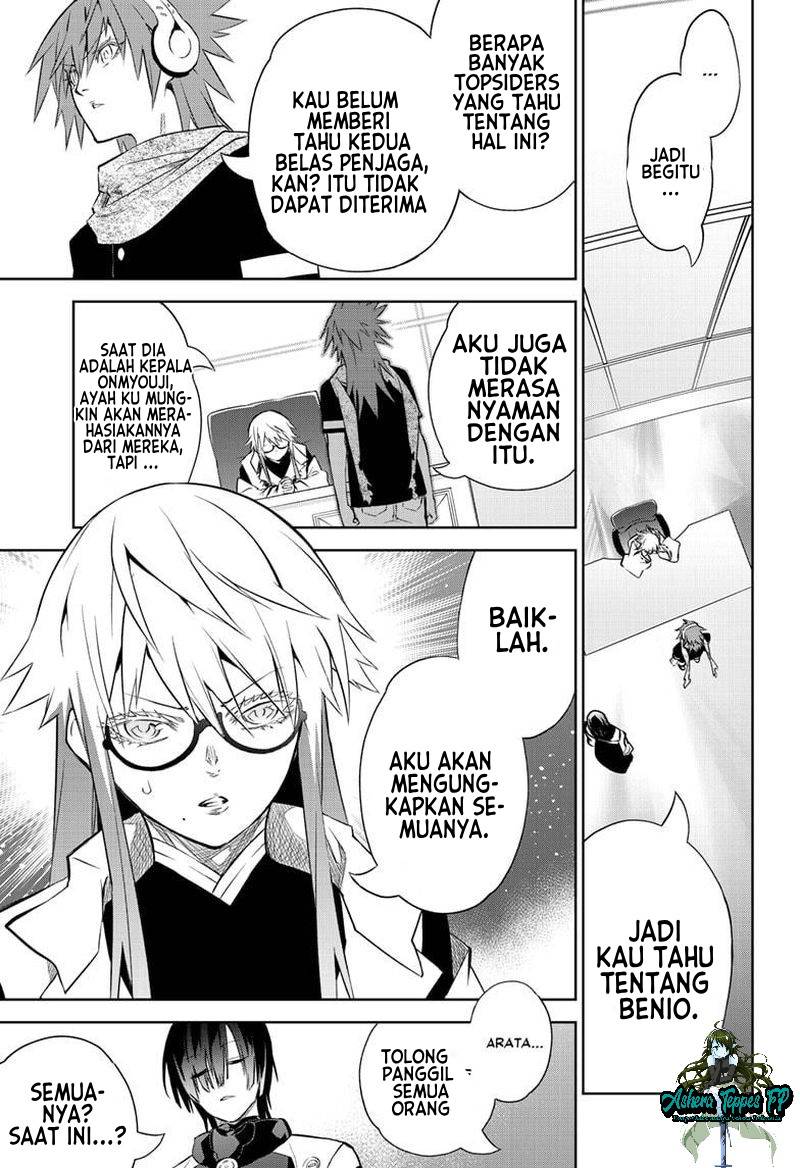 ...
JADI
BEGITU
...
JADI
KAU TAHU
TENTANG
BENIO.
BERAPA
BANYAK
TOPSIDERS
YANG TAHU
TENTANG
HAL INI?
KAU BELUM
MEMBERI
TAHU KEDUA
BELAS PENJAGA,
KAN? ITU TIDAK
DAPAT DITERIMA
AKU JUGA
TIDAK
MERASA
NYAMAN
DENGAN
ITU.
SAAT DIA
ADALAH KEPALA
ONMYOUJI,
AYAH KU MUNG-
KIN AKAN MERA-
HASIAKANNYA
DARI MEREKA,
TAPI ...
BAIK-
LAH.
AKU AKAN
MENGUNG-
KAPKAN SE-
MUANYA.
ARATA...
TOLONG
PANGGIL
SEMUA
ORANG
SEMUA-
NYA?
SAAT INI...?
Ashera Teppes FP